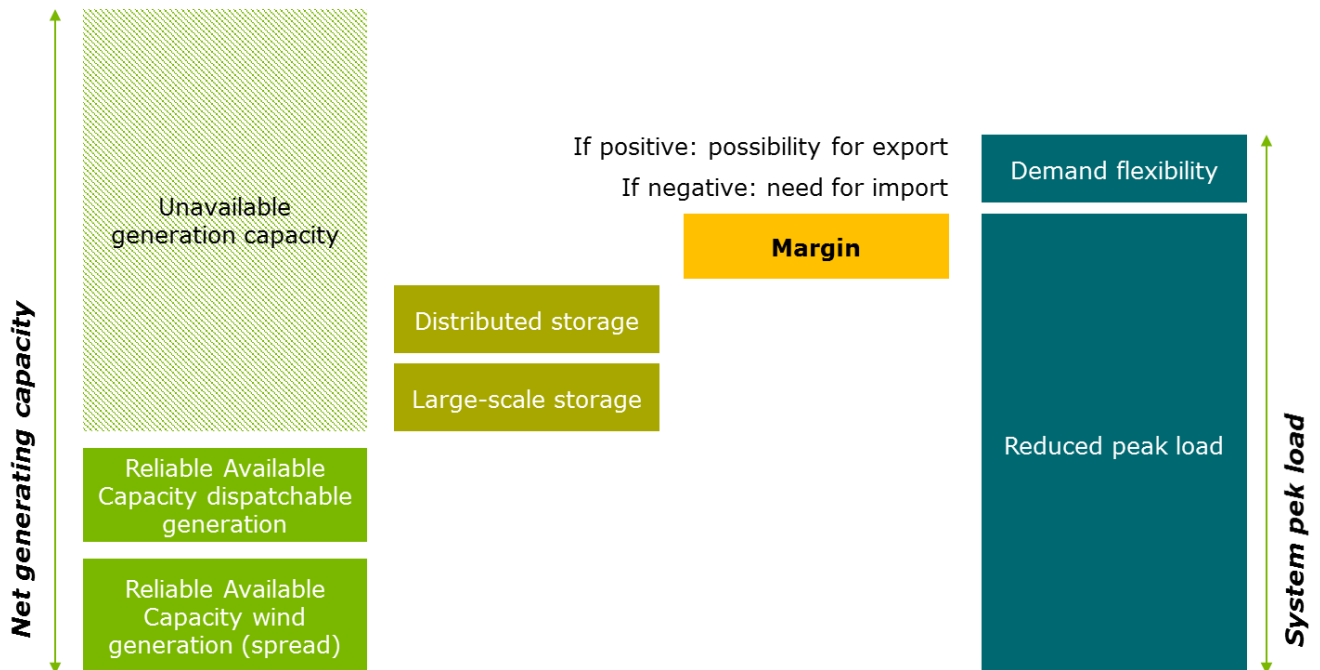 Net generating capacity
Unavailable
generation capacity
Reliable Available
Capacity dispatchable
generation
Reliable Available
Capacity wind
generation (spread)
Distributed storage
Large-scale storage
If positive: possibility for export
If negative: need for import
Margin
Demand flexibility
Reduced peak load
System pek load